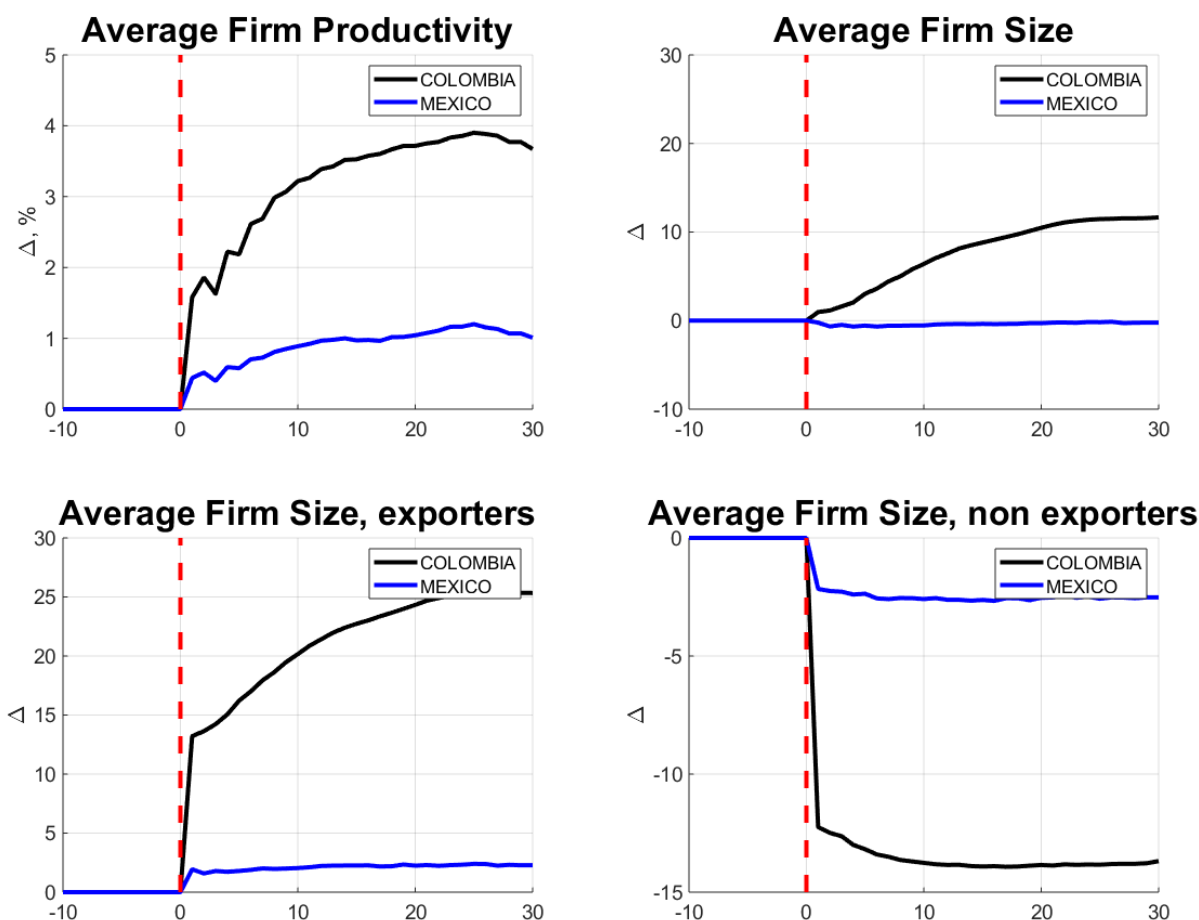 Average Firm Productivity
5
4
3
2
1
0
Δ, %
-10
0
10
20
30
COLOMBIA
MEXICO
Average Firm Size
30
20
10
0
-10
Δ
-10
0
10
20
30
COLOMBIA
MEXICO
Average Firm Size, exporters
30
25
20
15
10
5
0
Δ
-10
0
10
20
30
COLOMBIA
MEXICO
Average Firm Size, non exporters
0
-5
-10
-15
Δ
-10
0
10
20
30
COLOMBIA
MEXICO